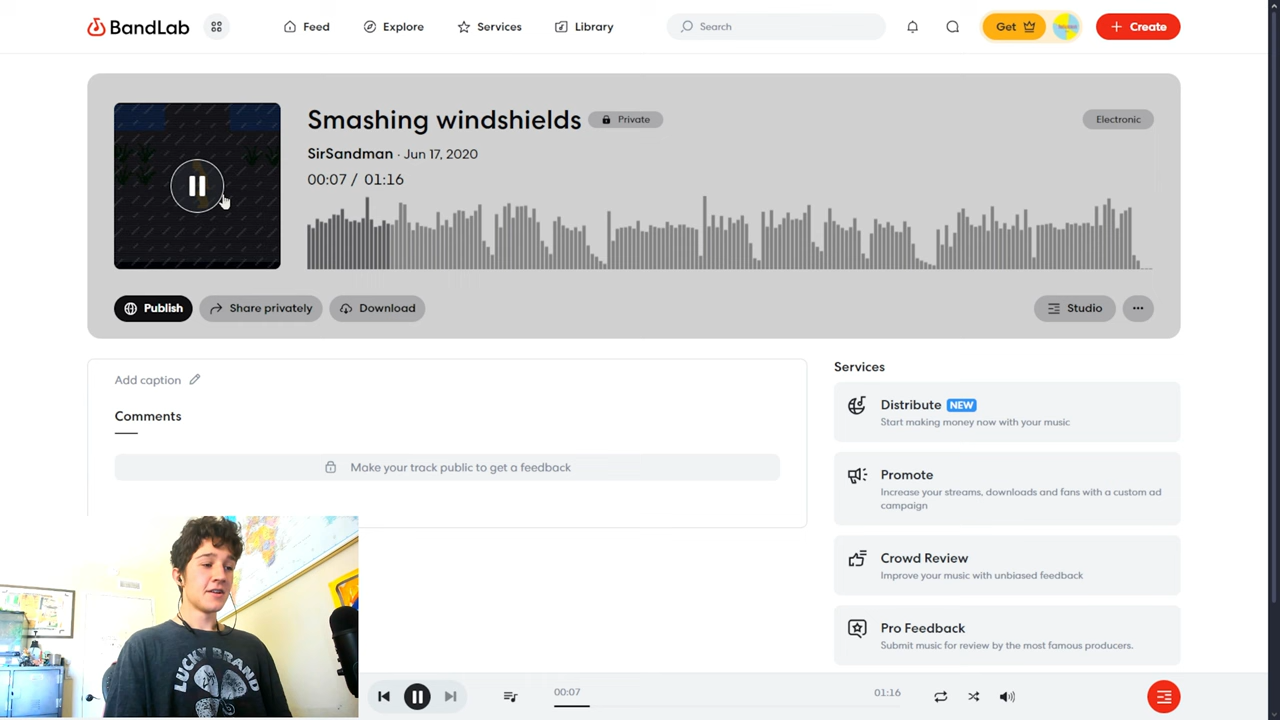 BandLab
Feed
Explore
Services
Library
Search
Get
Create
Smashing windshields
Private
Electronic
SirSandman · Jun 17, 2020
00:07 / 01:16
Publish
Share privately
Download
Studio
Add caption
Comments
Make your track public to get a feedback
Services
Distribute NEW
Start making money now with your music
Promote
Increase your streams, downloads and fans with a custom ad
campaign
Crowd Review
Improve your music with unbiased feedback
Pro Feedback
Submit music for review by the most famous producers.
LUCKY BRAND
00:07
01:16